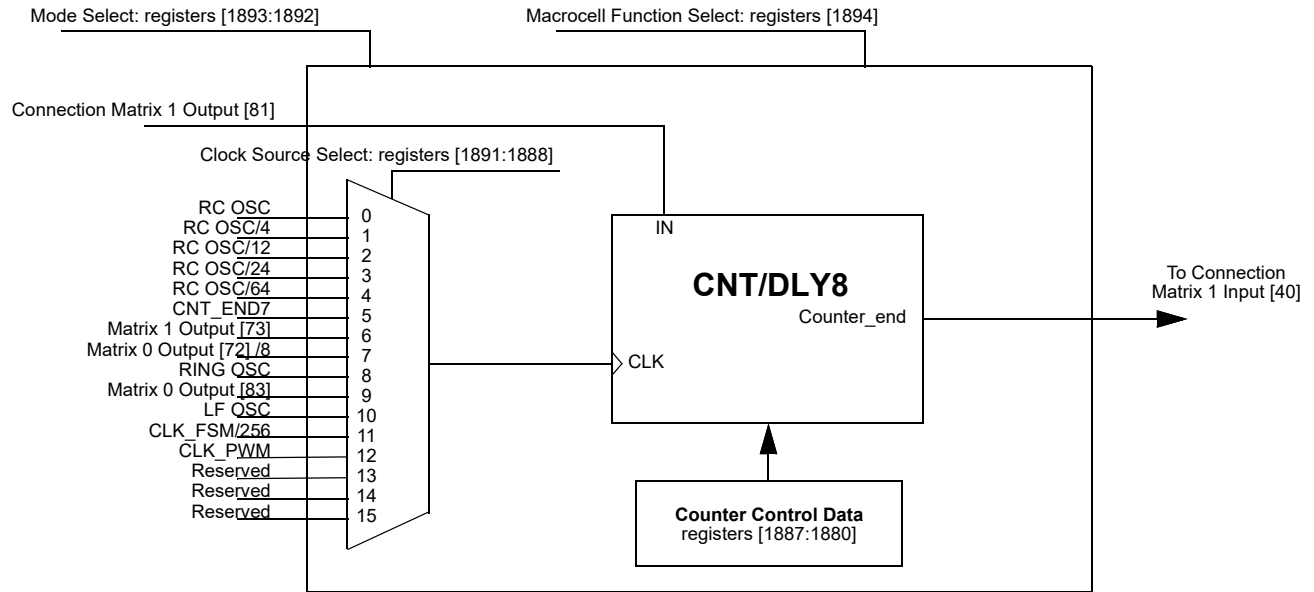 Mode Select: registers [1893:1892]
Macrocell Function Select: registers [1894]
Connection Matrix 1 Output [81]
Clock Source Select: registers [1891:1888]
RC OSC
0
RC OSC/4
1
RC OSC/12
2
RC OSC/24
3
RC OSC/64
4
CNT_END7
5
Matrix 1 Output [73]
6
Matrix 0 Output [72] /8
7
RING OSC
8
Matrix 0 Output [83]
9
LF OSC
10
CLK_FSM/256
11
CLK_PWM
12
Reserved
13
Reserved
14
Reserved
15
IN
CNT/DLY8
Counter_end
CLK
To Connection
Matrix 1 Input [40]
Counter Control Data
registers [1887:1880]